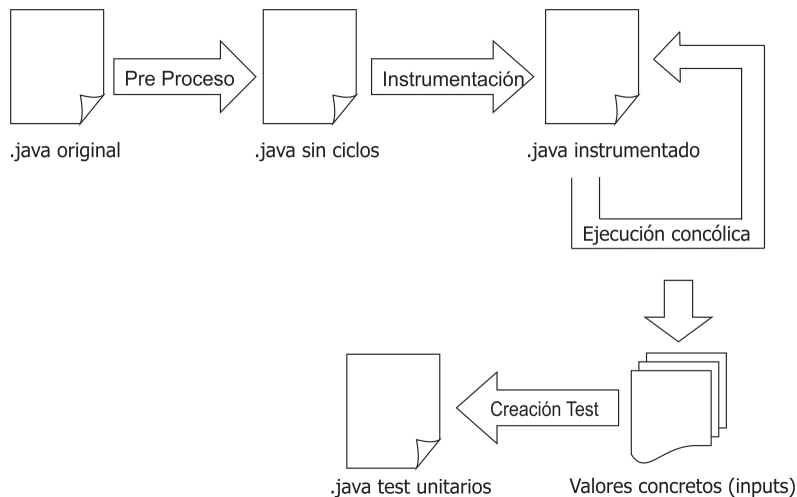 Pre Proceso
Instrumentación
.java original
.java sin ciclos
.java instrumentado
Ejecución concólica
Creación Test
.java test unitarios
Valores concretos (inputs)